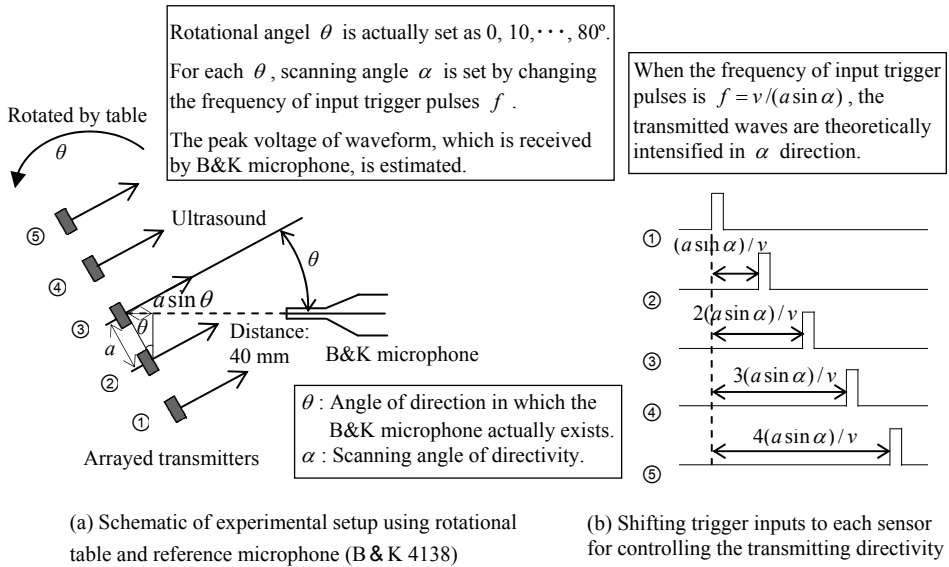 Rotational angel θ is actually set as 0, 10,⋯, 80º.
For each θ , scanning angle α is set by changing
the frequency of input trigger pulses f .
The peak voltage of waveform, which is received
by B&K microphone, is estimated.
When the frequency of input trigger
pulses is f = v/(a sin α) , the
transmitted waves are theoretically
intensified in α direction.
Rotated by table
θ
Ultrasound
⑤
④
③
②
①
a sin θ
θ
a
θ
Distance:
40 mm
B&K microphone
Arrayed transmitters
θ : Angle of direction in which the
B&K microphone actually exists.
α : Scanning angle of directivity.
①
(a sin α)/v
②
2(a sin α)/v
③
3(a sin α)/v
④
4(a sin α)/v
⑤
(a) Schematic of experimental setup using rotational
table and reference microphone (B&K 4138)
(b) Shifting trigger inputs to each sensor
for controlling the transmitting directivity